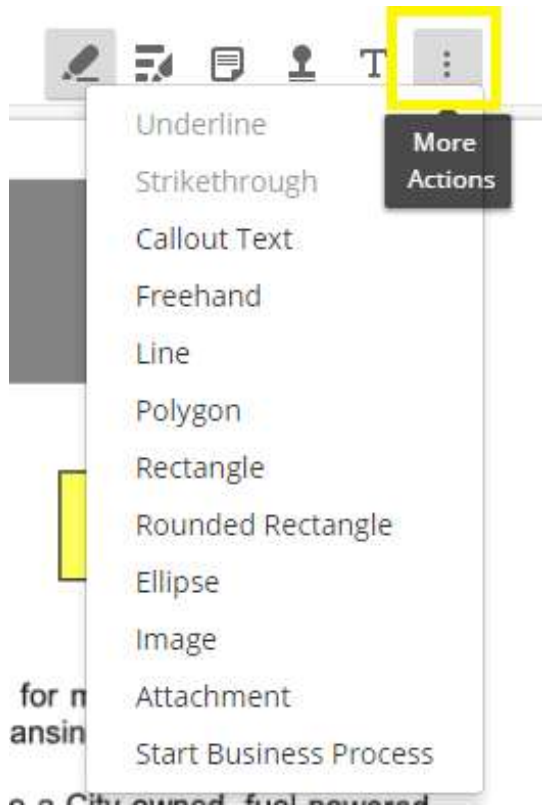 T
Underline
More
Strikethrough
Actions
Callout Text
Freehand
Line
Polygon
Rectangle
Rounded Rectangle
Ellipse
Image
for
Attachment
Start Business Process
a City owned, fuel powered